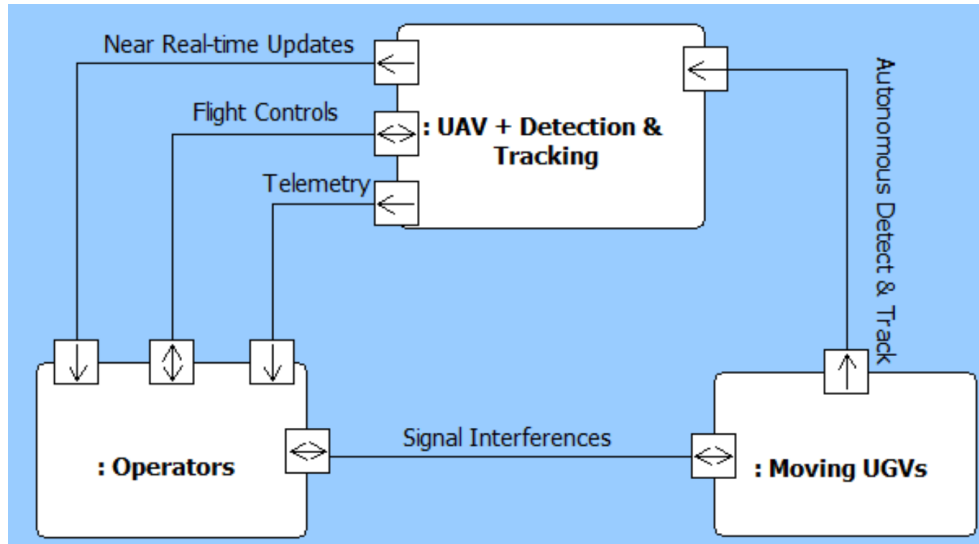 Near Real-time Updates
Flight Controls
Telemetry
: UAV + Detection &
Tracking
Autonomous Detect & Track
: Operators
Signal Interferences
: Moving UGVs